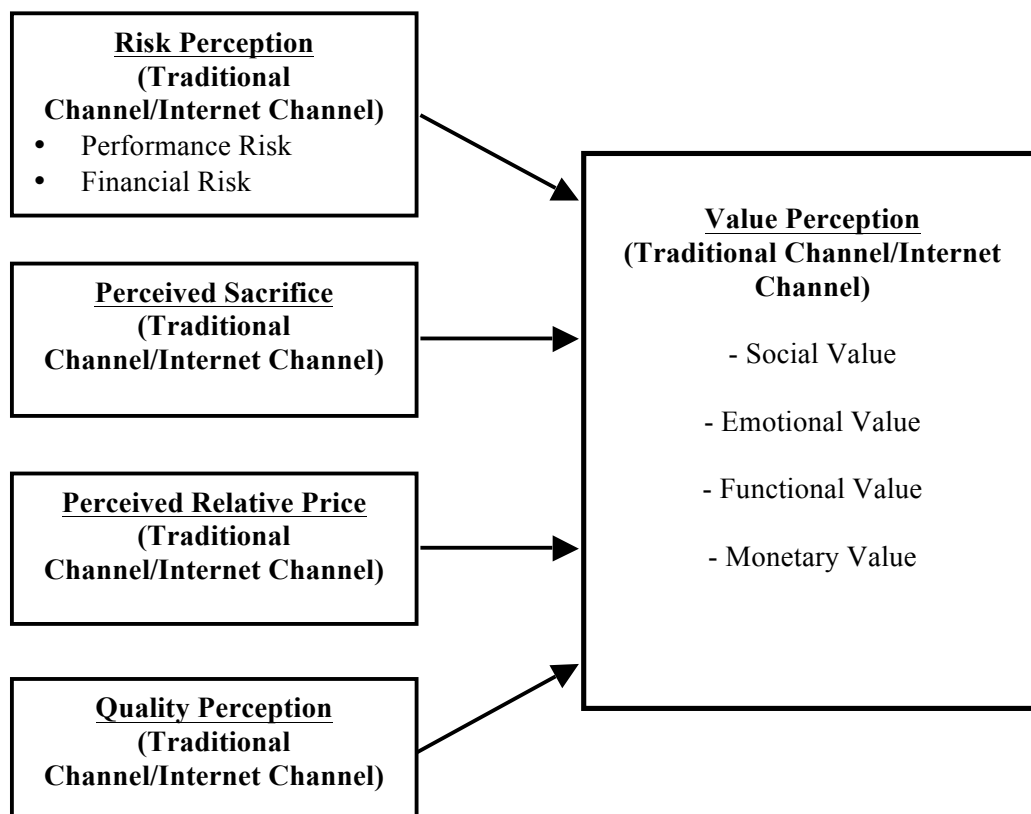 Risk Perception
(Traditional
Channel/Internet Channel)
• Performance Risk
• Financial Risk
Perceived Sacrifice
(Traditional
Channel/Internet Channel)
Perceived Relative Price
(Traditional
Channel/Internet Channel)
Quality Perception
(Traditional
Channel/Internet Channel)
Value Perception
(Traditional Channel/Internet
Channel)
- Social Value
- Emotional Value
- Functional Value
- Monetary Value